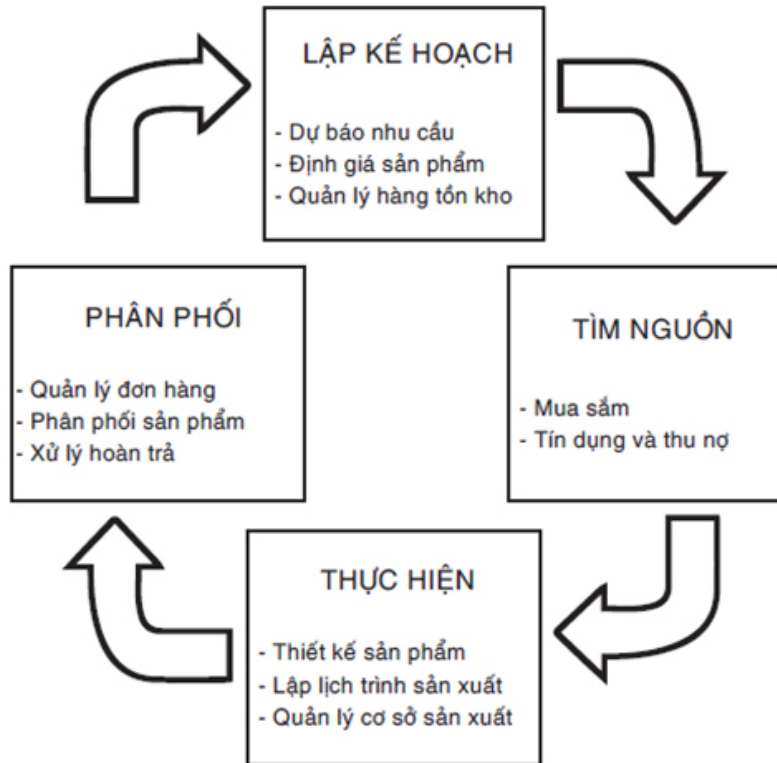 LẬP KẾ HOẠCH
- Dự báo nhu cầu
- Định giá sản phẩm
- Quản lý hàng tồn kho
TÌM NGUỒN
- Mua sắm
- Tín dụng và thu nợ
THỰC HIỆN
- Thiết kế sản phẩm
- Lập lịch trình sản xuất
- Quản lý cơ sở sản xuất
PHÂN PHỐI
- Quản lý đơn hàng
- Phân phối sản phẩm
- Xử lý hoàn trả